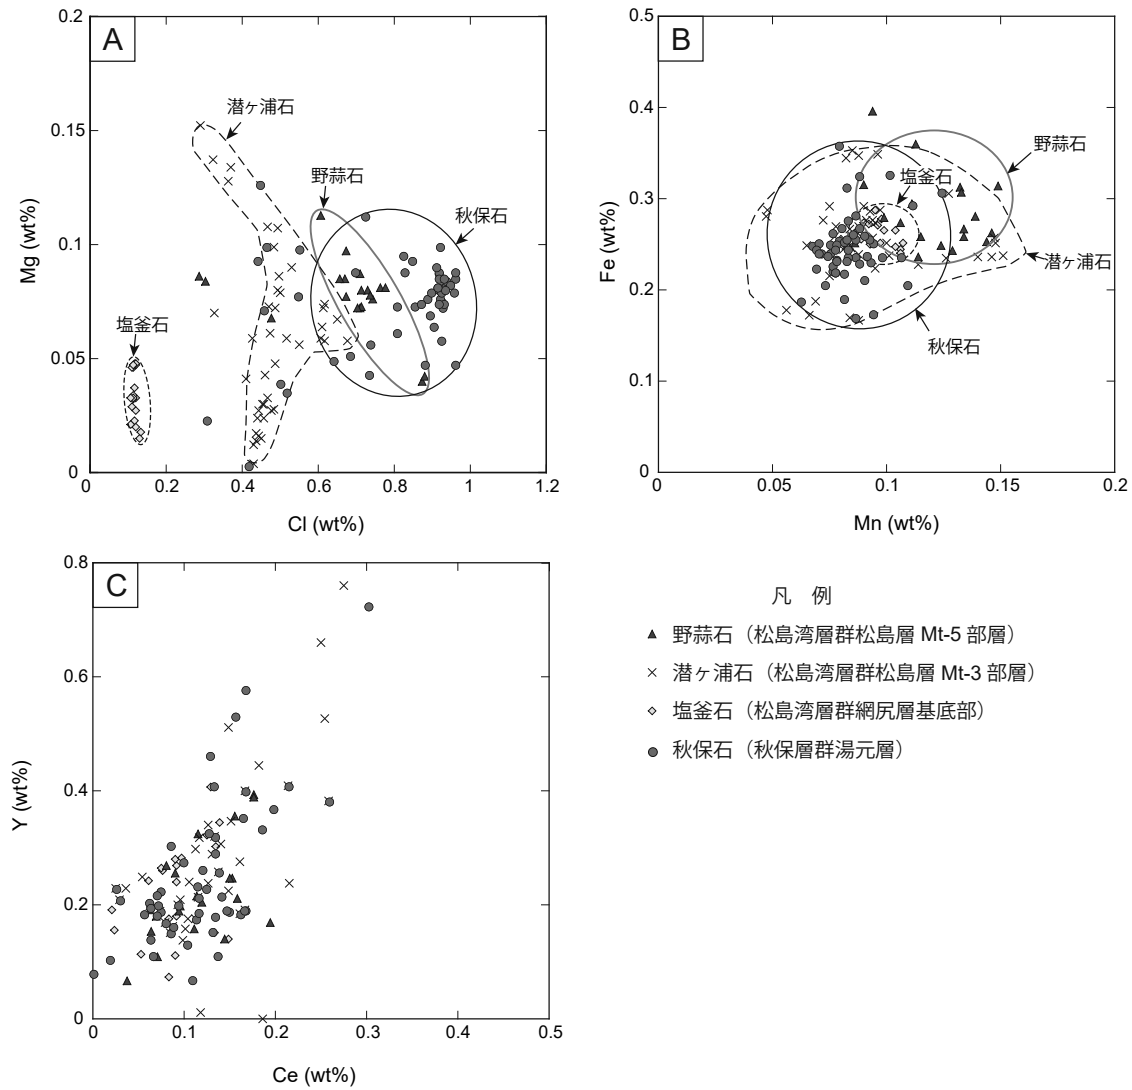 A
0.2
0.15
0.1
0.05
0
Mg (wt%)
潜ヶ浦石
野蒜石
秋保石
塩釜石
0 0.2 0.4 0.6 0.8 1 1.2
Cl (wt%)
B
0.5
0.4
0.3
0.2
0.1
0
Fe (wt%)
野蒜石
塩釜石
潜ヶ浦石
秋保石
0 0.05 0.1 0.15 0.2
Mn (wt%)
C
0.8
0.6
0.4
0.2
0
Y (wt%)
0 0.1 0.2 0.3 0.4 0.5
Ce (wt%)
凡 例
野蒜石（松島湾層群松島層 Mt-5 部層）
潜ヶ浦石（松島湾層群松島層 Mt-3 部層）
塩釜石（松島湾層群網尻層基底部）
秋保石（秋保層群湯元層）